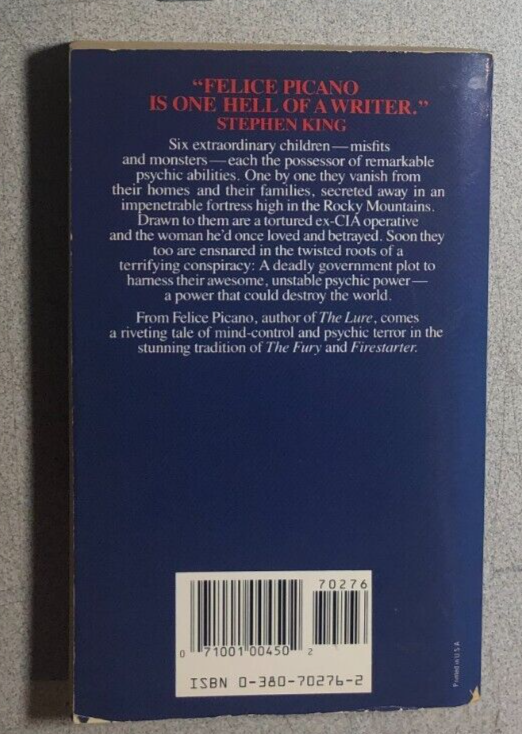 “FELICE PICANO
IS ONE HELL OF A WRITER.”
STEPHEN KING
Six extraordinary children—misfits
and monsters—each the possessor of remarkable
psychic abilities. One by one they vanish from
their homes and their families, secreted away in an
impenetrable fortress high in the Rocky Mountains.
Drawn to them are a tortured ex-CIA operative
and the woman he'd once loved and betrayed. Soon they
too are ensnared in the twisted roots of a
terrifying conspiracy: A deadly government plot to
harness their awesome, unstable psychic power—
a power that could destroy the world.
From Felice Picano, author of The Lure, comes
a riveting tale of mind-control and psychic terror in the
stunning tradition of The Fury and Firestarter.
70276
0 71001 00450 2
ISBN 0-380-70276-2
Printed in U.S.A.